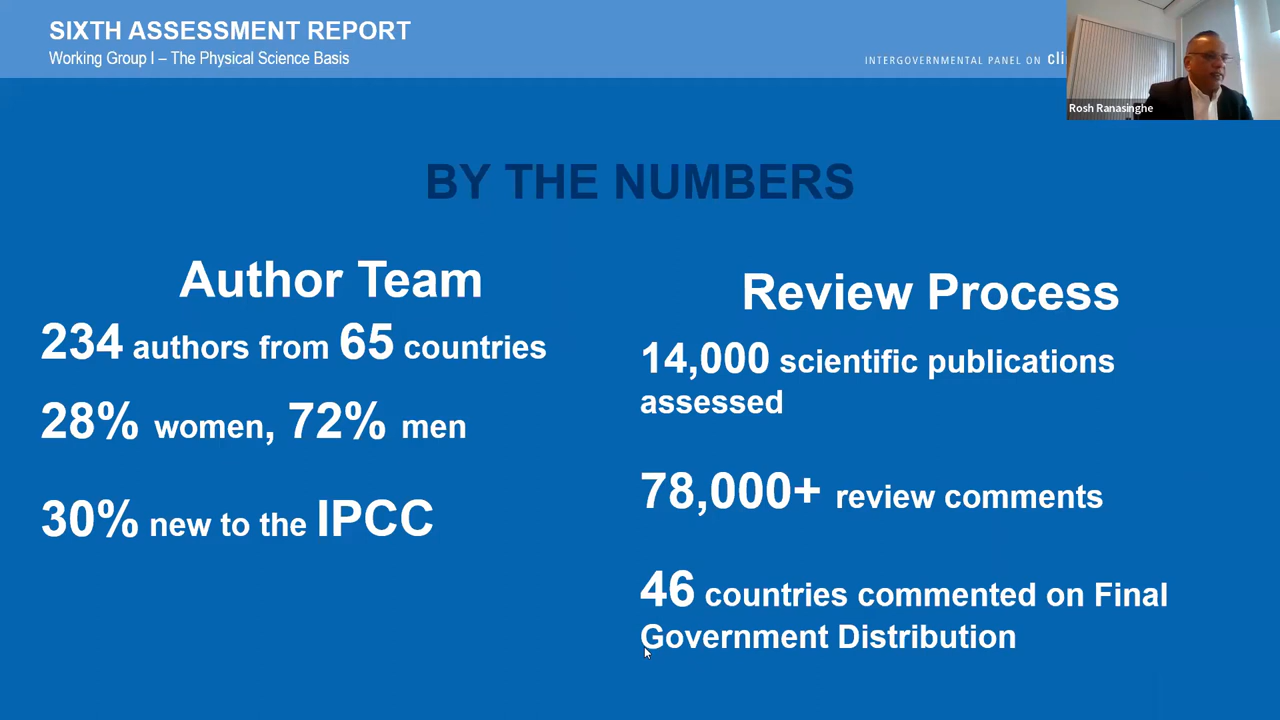 SIXTH ASSESSMENT REPORT
Working Group I – The Physical Science Basis
INTERGOVERNMENTAL PANEL ON
Rosh Ranasinghe
BY THE NUMBERS
Author Team
234 authors from 65 countries
28% women, 72% men
30% new to the IPCC
Review Process
14,000 scientific publications
assessed
78,000+ review comments
46 countries commented on Final
Government Distribution